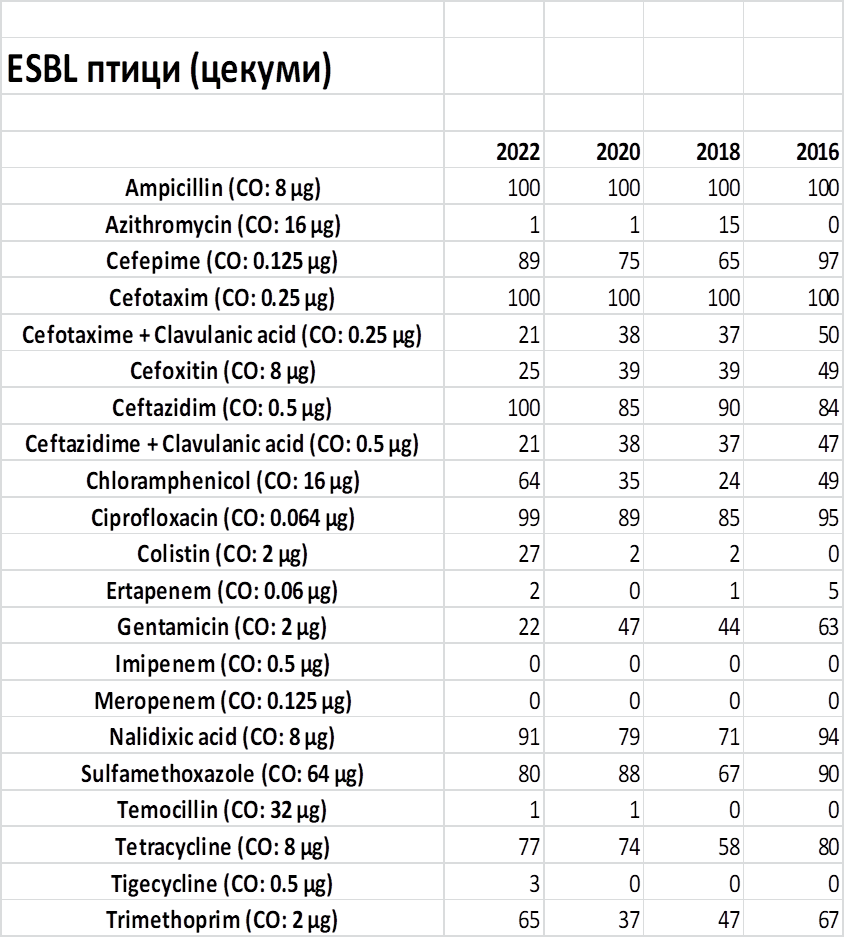 ESBL птици (цекуми)
2022 2020 2018 2016
Ampicillin (CO: 8 µg) 100 100 100 100
Azithromycin (CO: 16 µg) 1 1 15 0
Cefepime (CO: 0.125 µg) 89 75 65 97
Cefotaxim (CO: 0.25 µg) 100 100 100 100
Cefotaxime + Clavulanic acid (CO: 0.25 µg) 21 38 37 50
Cefoxitin (CO: 8 µg) 25 39 39 49
Ceftazidim (CO: 0.5 µg) 100 85 90 84
Ceftazidime + Clavulanic acid (CO: 0.5 µg) 21 38 37 47
Chloramphenicol (CO: 16 µg) 64 35 24 49
Ciprofloxacin (CO: 0.064 µg) 99 89 85 95
Colistin (CO: 2 µg) 27 2 2 0
Ertapenem (CO: 0.06 µg) 2 0 1 5
Gentamicin (CO: 2 µg) 22 47 44 63
Imipenem (CO: 0.5 µg) 0 0 0 0
Meropenem (CO: 0.125 µg) 0 0 0 0
Nalidixic acid (CO: 8 µg) 91 79 71 94
Sulfamethoxazole (CO: 64 µg) 80 88 67 90
Temocillin (CO: 32 µg) 1 1 0 0
Tetracycline (CO: 8 µg) 77 74 58 80
Tigecycline (CO: 0.5 µg) 3 0 0 0
Trimethoprim (CO: 2 µg) 65 37 47 67